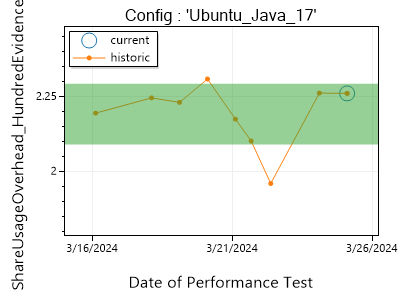 Config : 'Ubuntu_Java_17'
current
historic
ShareUsageOverhead_HundredEvidence
2.25
2
3/16/2024
3/21/2024
3/26/2024
Date of Performance Test